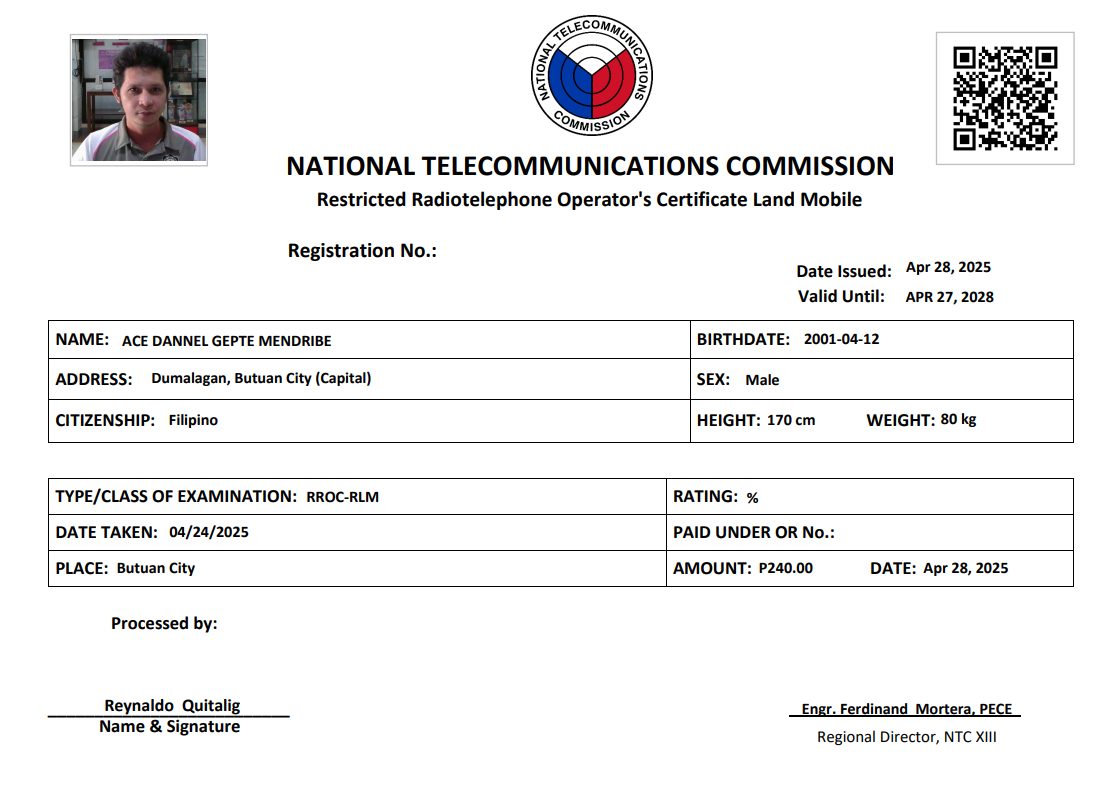 NATIONAL TELECOMMUNICATIONS
COMMISSION
NATIONAL TELECOMMUNICATIONS COMMISSION
Restricted Radiotelephone Operator's Certificate Land Mobile
Registration No.:
Date Issued: Apr 28, 2025
Valid Until: APR 27, 2028
NAME: ACE DANNEL GEPTE MENDRIBE BIRTHDATE: 2001-04-12
ADDRESS: Dumalagan, Butuan City (Capital) SEX: Male
CITIZENSHIP: Filipino HEIGHT: 170 cm WEIGHT: 80 kg
TYPE/CLASS OF EXAMINATION: RROC-RLM RATING: %
DATE TAKEN: 04/24/2025 PAID UNDER OR No.:
PLACE: Butuan City AMOUNT: P240.00 DATE: Apr 28, 2025
Processed by:
Reynaldo Quitalig
Name & Signature
Engr. Ferdinand Mortera, PECE
Regional Director, NTC XIII